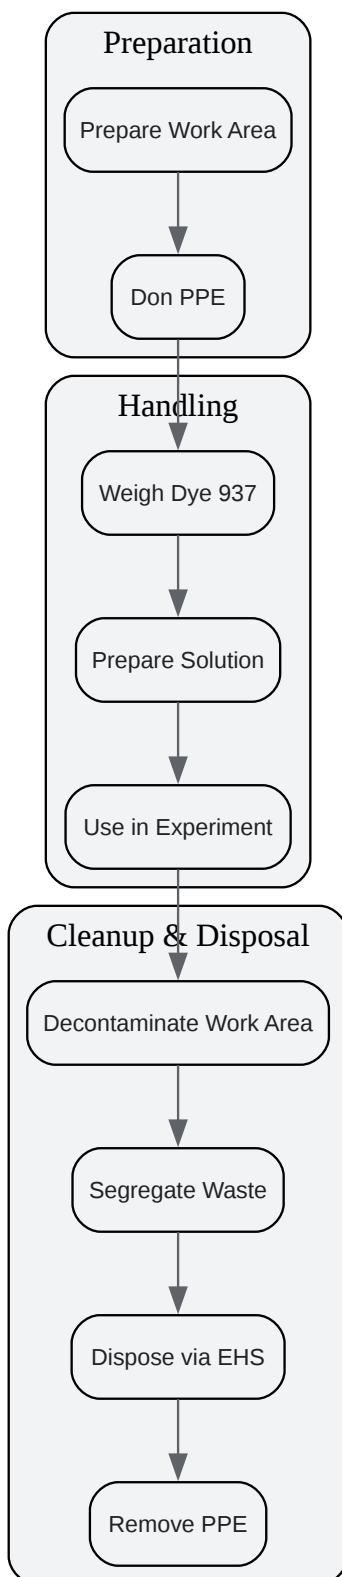 Preparation
Prepare Work Area
Don PPE
Handling
Weigh Dye 937
Prepare Solution
Use in Experiment
Cleanup & Disposal
Decontaminate Work Area
Segregate Waste
Dispose via EHS
Remove PPE